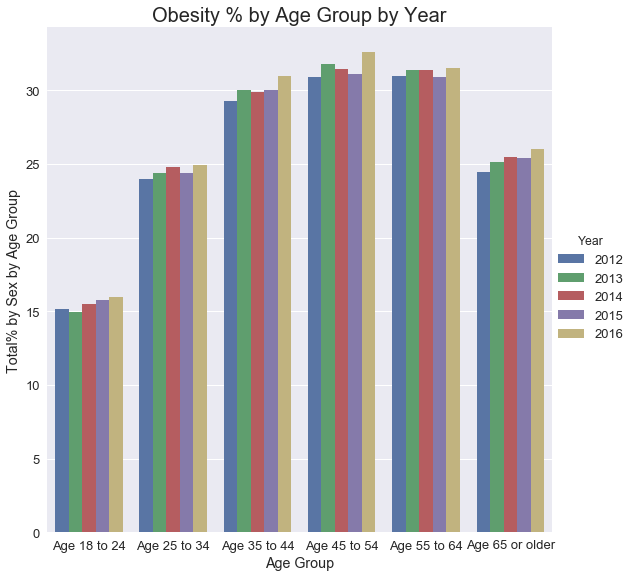 Obesity % by Age Group by Year
Total% by Sex by Age Group
30
25
20
15
10
5
0
Age 18 to 24
Age 25 to 34
Age 35 to 44
Age 45 to 54
Age 55 to 64
Age 65 or older
Age Group
Year
2012
2013
2014
2015
2016